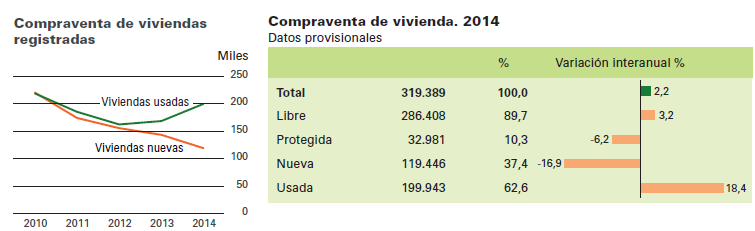 Compraventa de viviendas
registradas
Miles
250
200
150
100
50
0
Viviendas usadas
Viviendas nuevas
2010 2011 2012 2013 2014
Compraventa de vivienda. 2014
Datos provisionales
% Variación interanual %
Total 319.389 100,0 2,2
Libre 286.408 89,7 3,2
Protegida 32.981 10,3 -6,2
Nueva 119.446 37,4 -16,9
Usada 199.943 62,6 18,4